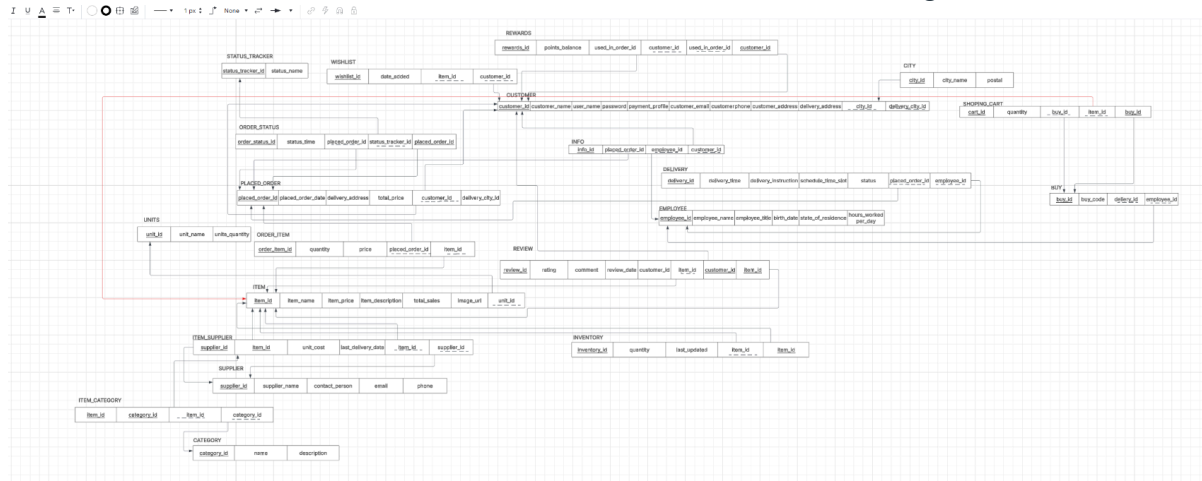 I U A T 1 px None
REWARDS
rewards_id points_balance used_in_order_id customer_id used_in_order_id customer_id
STATUS_TRACKER
status_tracker_id status_name
WISHLIST
wishlist_id date_added item_id customer_id
CITY
city_id city_name postal
CUSTOMER
customer_id customer_name user_name password payment_profile customer_email customerphone customer_address delivery_address city_id delivery_city_id
SHOPING_CART
cart_id quantity buy_id item_id buy_id
ORDER_STATUS
order_status_id status_time placed_order_id status_tracker_id placed_order_id
INFO
info_id placed_order_id employee_id customer_id
DELIVERY
delivery_id delivery_time delivery_instruction schedule_time_slot status placed_order_id employee_id
PLACED_ORDER
placed_order_id placed_order_date delivery_address total_price customer_id delivery_city_id
BUY
buy_id buy_code delivery_id employee_id
EMPLOYEE
employee_id employee_name employee_title birth_date state_of_residence hours_worked per_day
UNITS
unit_id unit_name units_quantity
ORDER_ITEM
order_item_id quantity price placed_order_id item_id
REVIEW
review_id rating comment review_date customer_id item_id customer_id item_id
ITEM
item_id item_name item_price item_description total_sales image_url unit_id
ITEM_SUPPLIER
supplier_id item_id unit_cost last_delivery_date item_id supplier_id
INVENTORY
inventory_id quantity last_updated item_id item_id
SUPPLIER
supplier_id supplier_name contact_person email phone
ITEM_CATEGORY
item_id category_id item_id category_id
CATEGORY
category_id name description